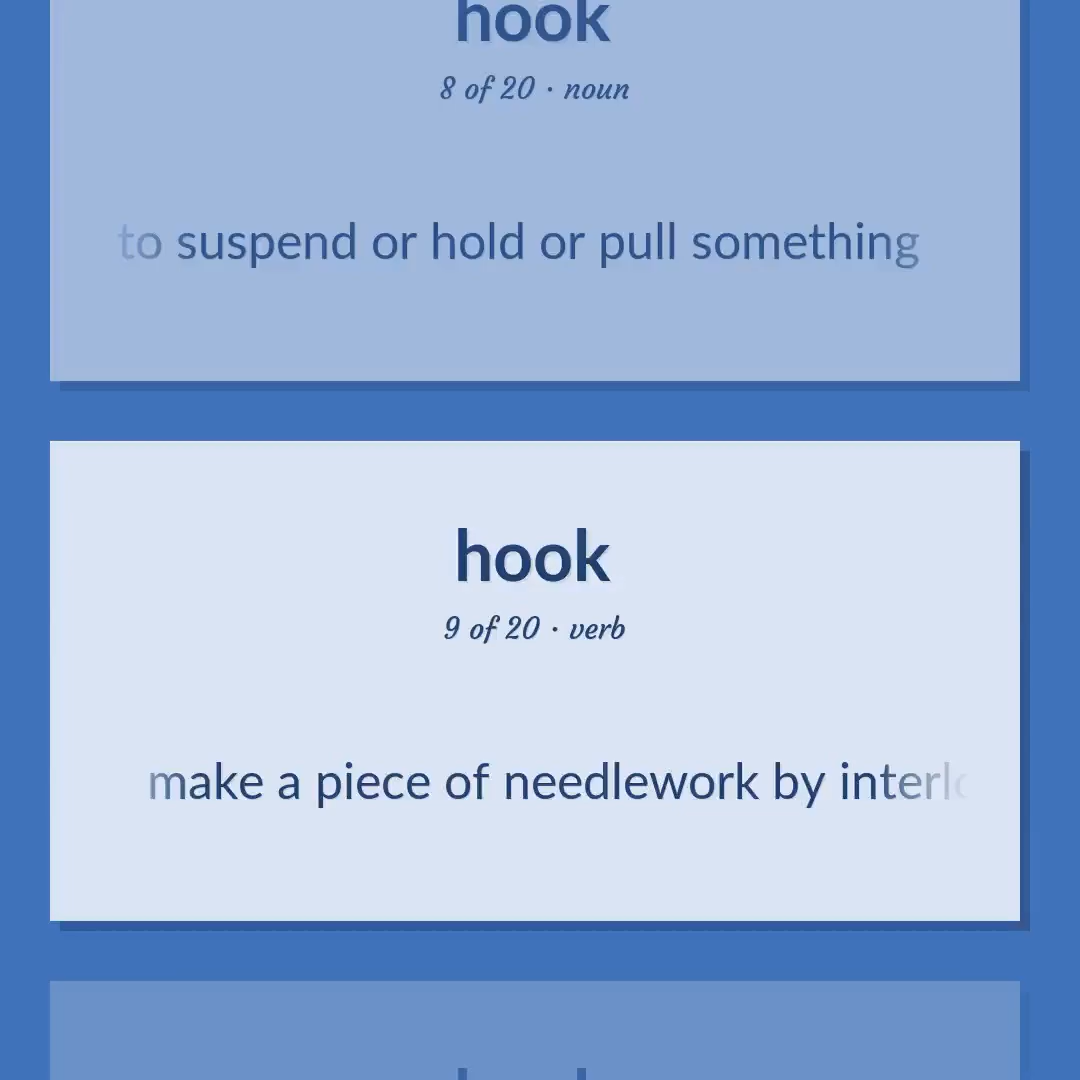 hook
8 of 20 · noun
to suspend or hold or pull something
hook
9 of 20 · verb
make a piece of needlework by